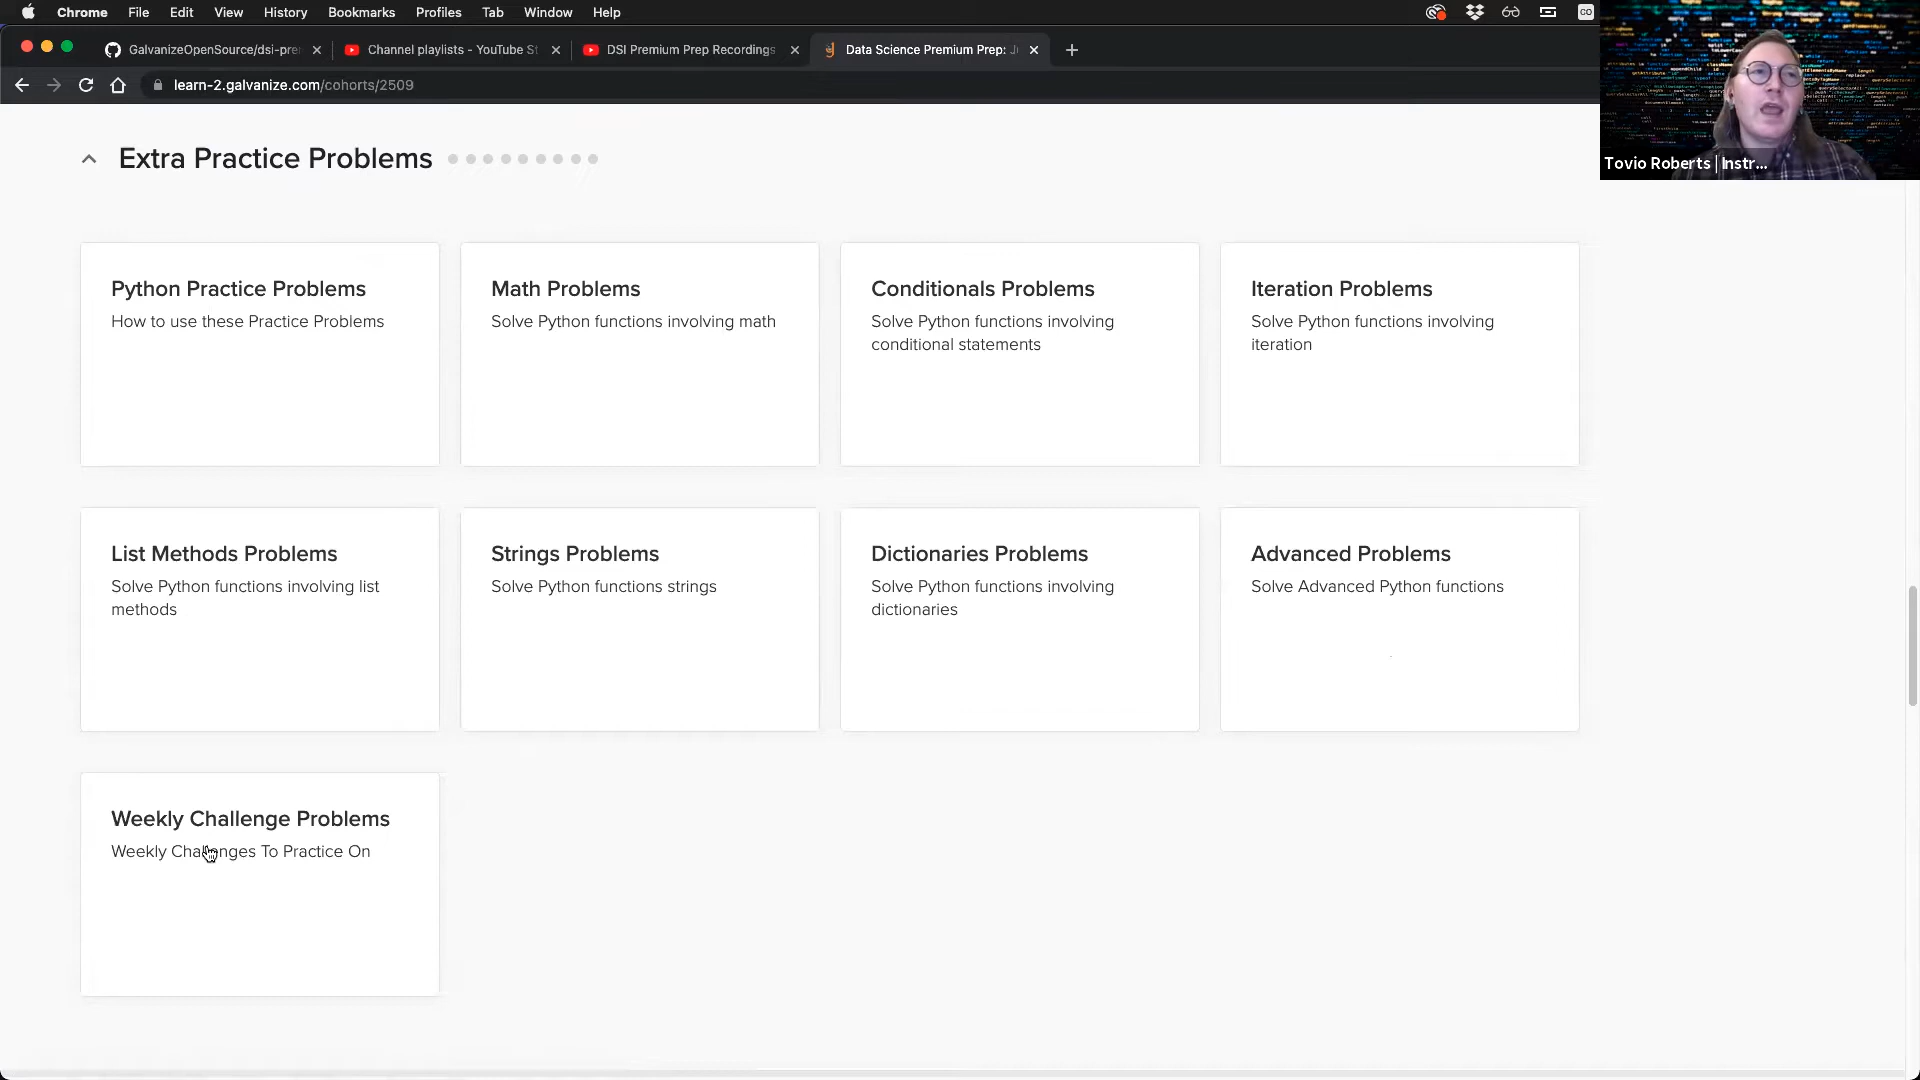 Chrome File Edit View History Bookmarks Profiles Tab Window Help
GalvanizeOpenSource/dsi-pre
Channel playlists - YouTube St
DSI Premium Prep Recordings
Data Science Premium Prep: J
learn-2.galvanize.com/cohorts/2509
Tovio Roberts | Instr...
Extra Practice Problems
Python Practice Problems
How to use these Practice Problems
Math Problems
Solve Python functions involving math
Conditionals Problems
Solve Python functions involving
conditional statements
Iteration Problems
Solve Python functions involving
iteration
List Methods Problems
Solve Python functions involving list
methods
Strings Problems
Solve Python functions strings
Dictionaries Problems
Solve Python functions involving
dictionaries
Advanced Problems
Solve Advanced Python functions
Weekly Challenge Problems
Weekly Challenges To Practice On